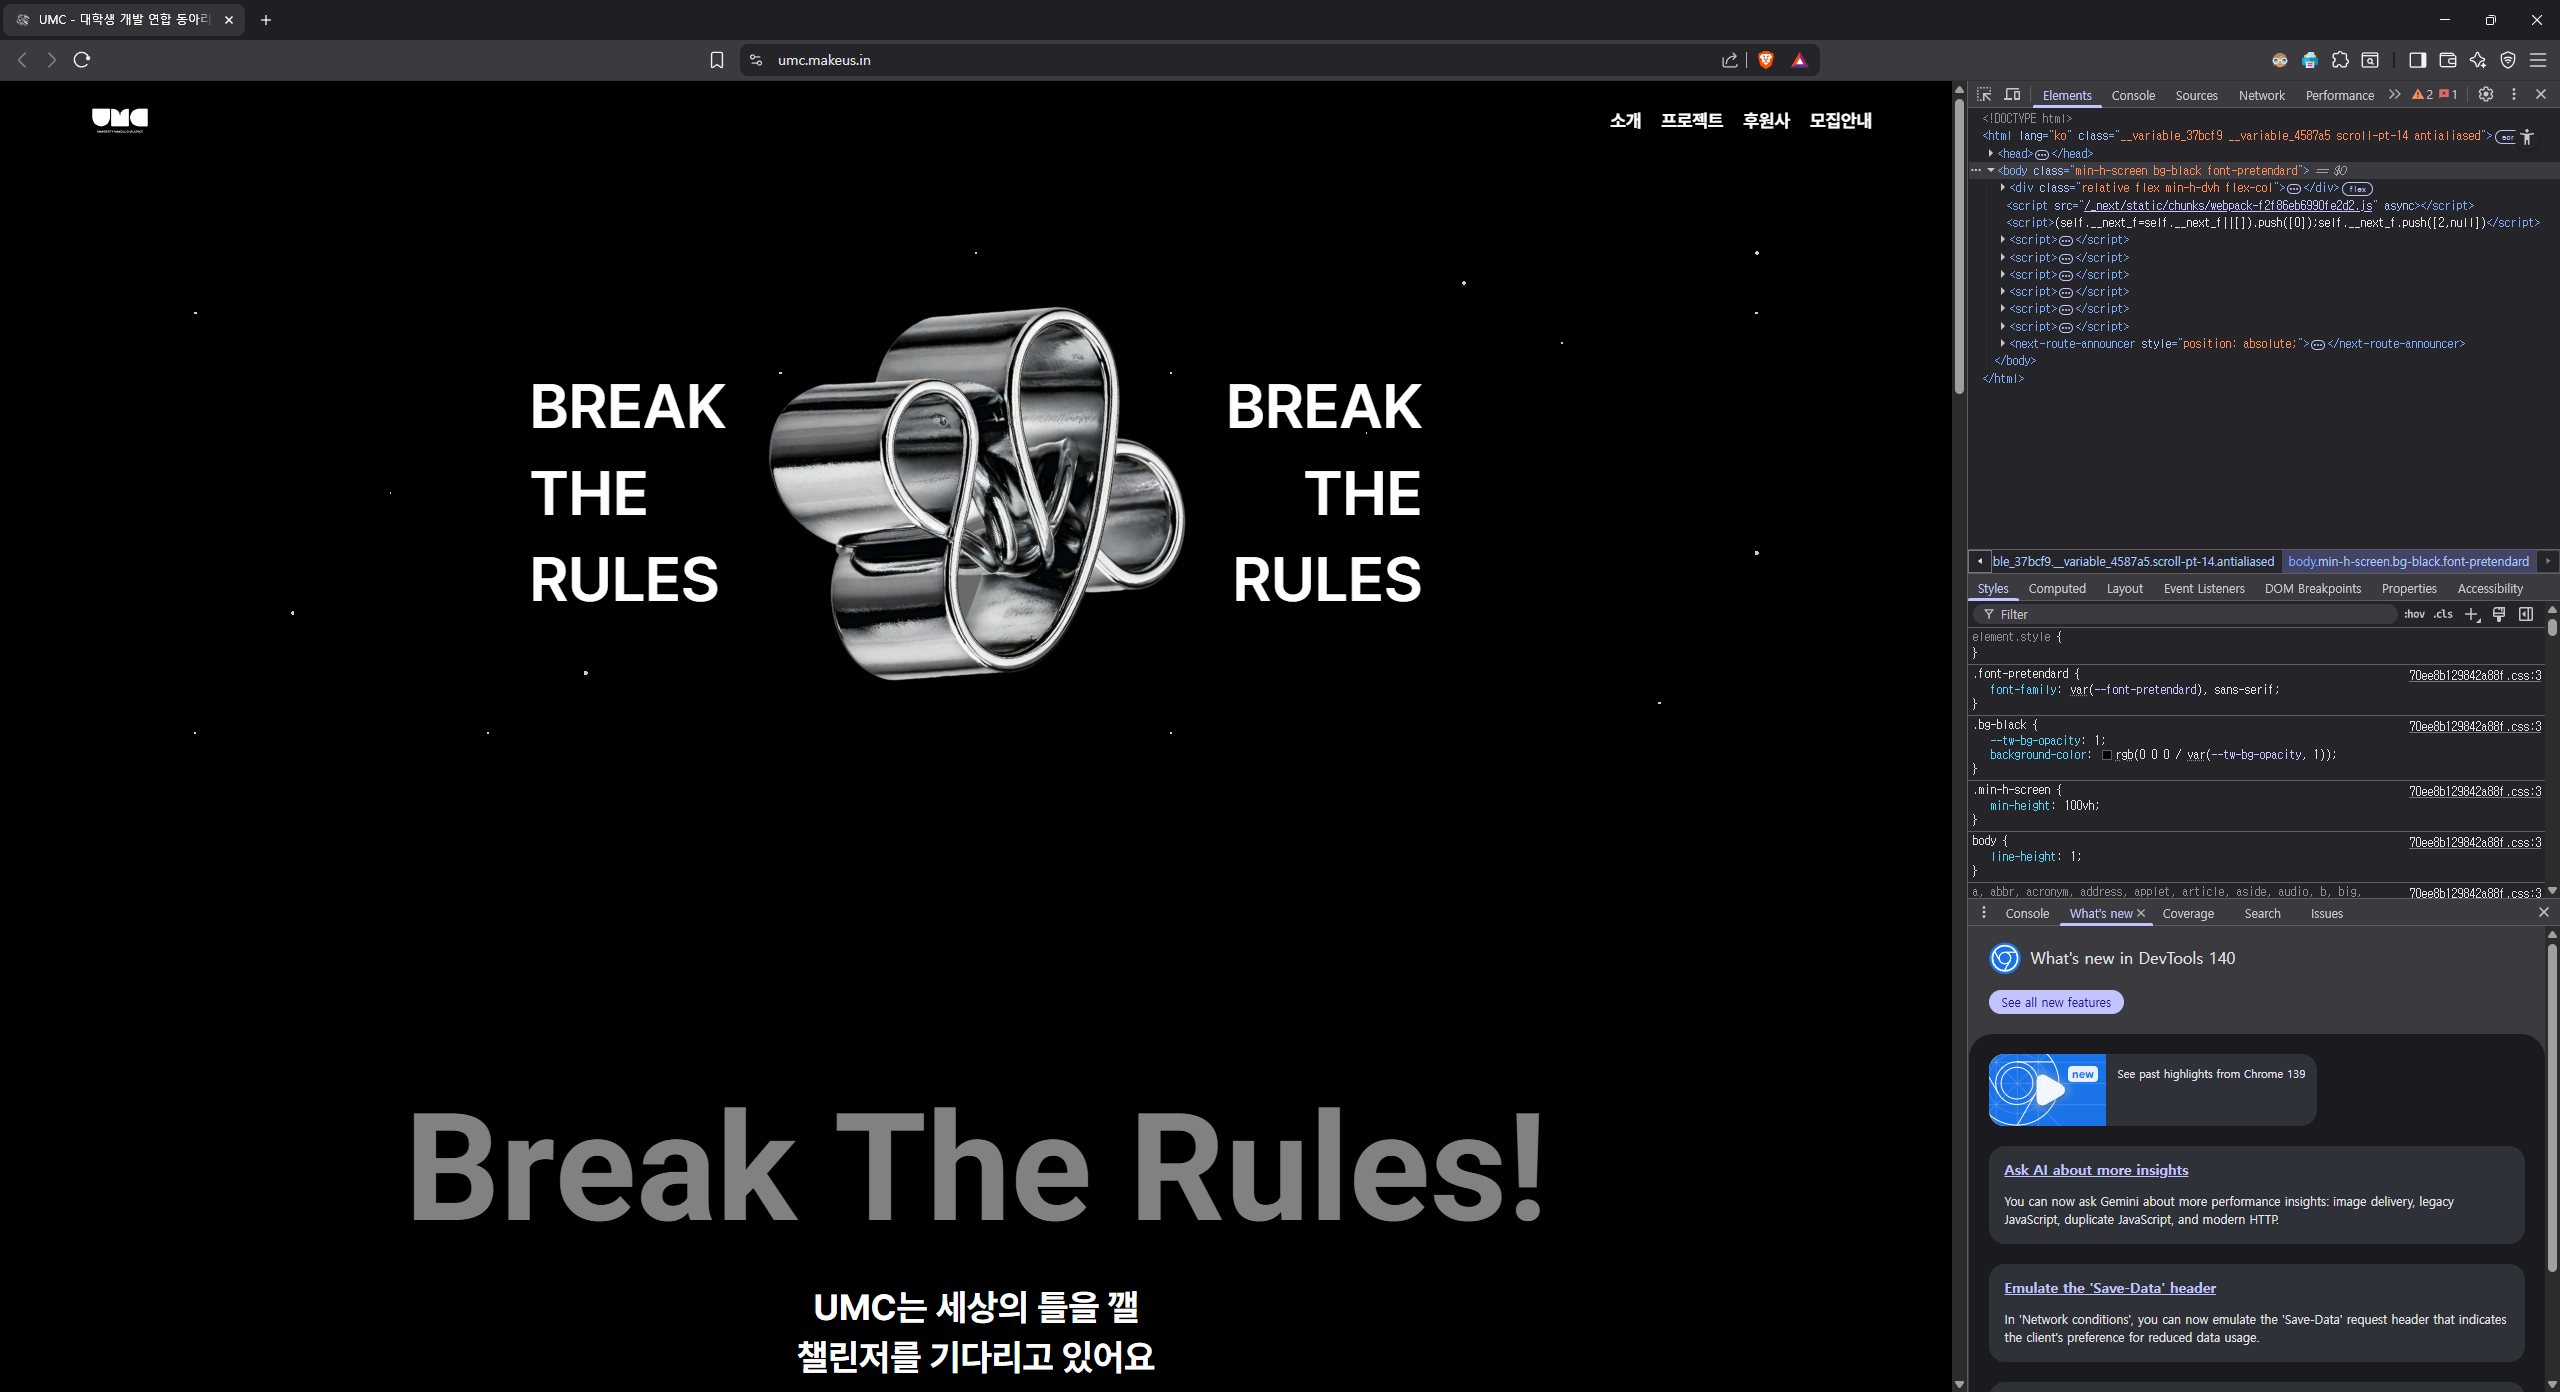 UMC - 대학생 개발 연합 동아리
umc.makeus.in
UMC
소개 프로젝트 후원사 모집안내
BREAK
THE
RULES
BREAK
THE
RULES
Break The Rules!
UMC는 세상의 틀을 깰
챌린저를 기다리고 있어요
Elements Console Sources Network Performance 2 1
<!DOCTYPE html>
<html lang="ko" class="__variable_37bcf9 __variable_4587a5 scroll-pt-14 antialiased">
<head></head>
<body class="min-h-screen bg-black font-pretendard"> == $0
<div class="relative flex min-h-dvh flex-col"></div> flex
<script src="/_next/static/chunks/webpack-f2f86eb6990fe2d2.js" async></script>
<script>(self.__next_f=self.__next_f||[]).push([0]);self.__next_f.push([2,null])</script>
<script></script>
<script></script>
<script></script>
<script></script>
<script></script>
<script></script>
<next-route-announcer style="position: absolute;"></next-route-announcer>
</body>
</html>
ble_37bcf9.__variable_4587a5.scroll-pt-14.antialiased body.min-h-screen.bg-black.font-pretendard
Styles Computed Layout Event Listeners DOM Breakpoints Properties Accessibility
Filter :hov .cls
element.style {
}
.font-pretendard { 70ee8b129842a88f.css:3
font-family: var(--font-pretendard), sans-serif;
}
.bg-black { 70ee8b129842a88f.css:3
--tw-bg-opacity: 1;
background-color: rgb(0 0 0 / var(--tw-bg-opacity, 1));
}
.min-h-screen { 70ee8b129842a88f.css:3
min-height: 100vh;
}
body { 70ee8b129842a88f.css:3
line-height: 1;
}
a, abbr, acronym, address, applet, article, aside, audio, b, big, 70ee8b129842a88f.css:3
Console What's new Coverage Search Issues
What's new in DevTools 140
See all new features
new
See past highlights from Chrome 139
Ask AI about more insights
You can now ask Gemini about more performance insights: image delivery, legacy
JavaScript, duplicate JavaScript, and modern HTTP.
Emulate the 'Save-Data' header
In 'Network conditions', you can now emulate the 'Save-Data' request header that indicates
the client's preference for reduced data usage.